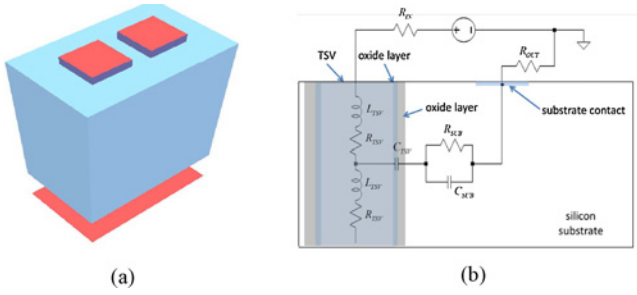 R_IN
R_OUT
TSV
oxide layer
oxide layer
substrate contact
L_TSV
R_TSV
C_TSV
R_SUB
L_TSV
C_SUB
R_TSV
silicon
substrate
(a)
(b)